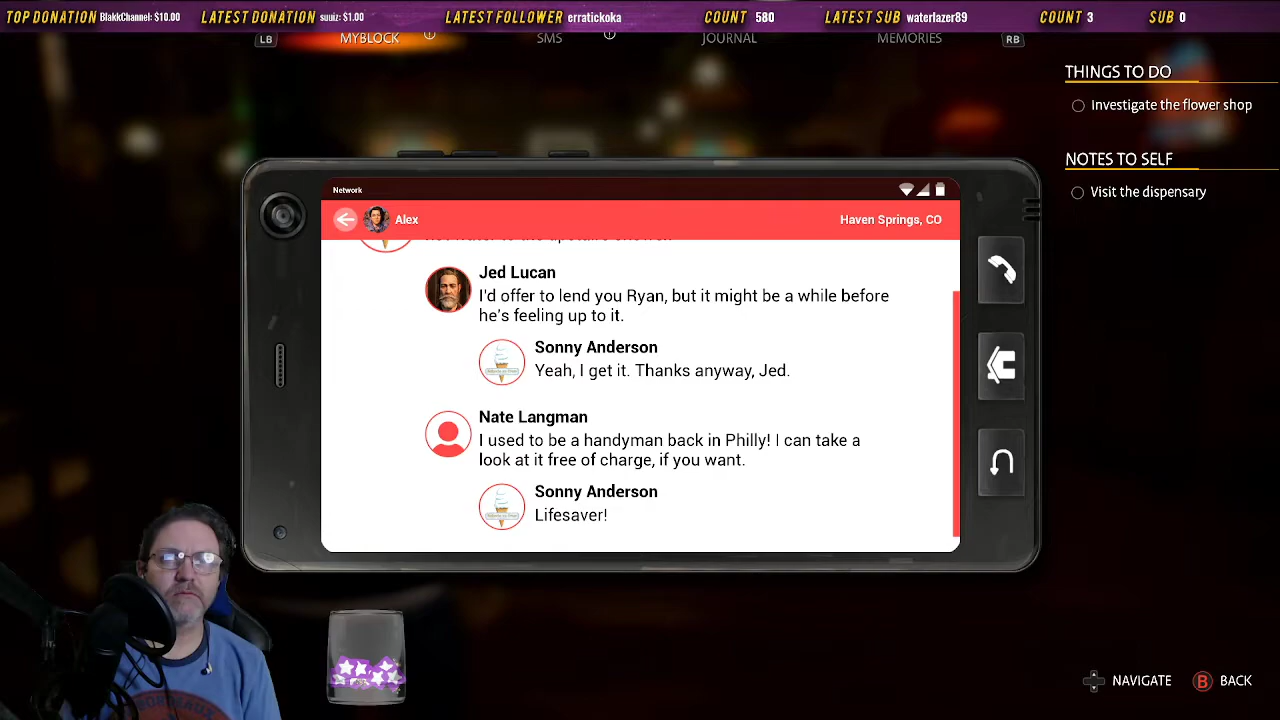 TOP DONATION BlakkChannel: $10.00 LATEST DONATION suuiz: $1.00 LATEST FOLLOWER erratickoka COUNT 580 LATEST SUB waterlazer89 COUNT 3 SUB 0
LB MYBLOCK SMS JOURNAL MEMORIES RB
THINGS TO DO
Investigate the flower shop
NOTES TO SELF
Visit the dispensary
Network
Alex Haven Springs, CO
Jed Lucan
I'd offer to lend you Ryan, but it might be a while before
he's feeling up to it.
Sonny Anderson
Yeah, I get it. Thanks anyway, Jed.
Nate Langman
I used to be a handyman back in Philly! I can take a
look at it free of charge, if you want.
Sonny Anderson
Lifesaver!
NAVIGATE B BACK